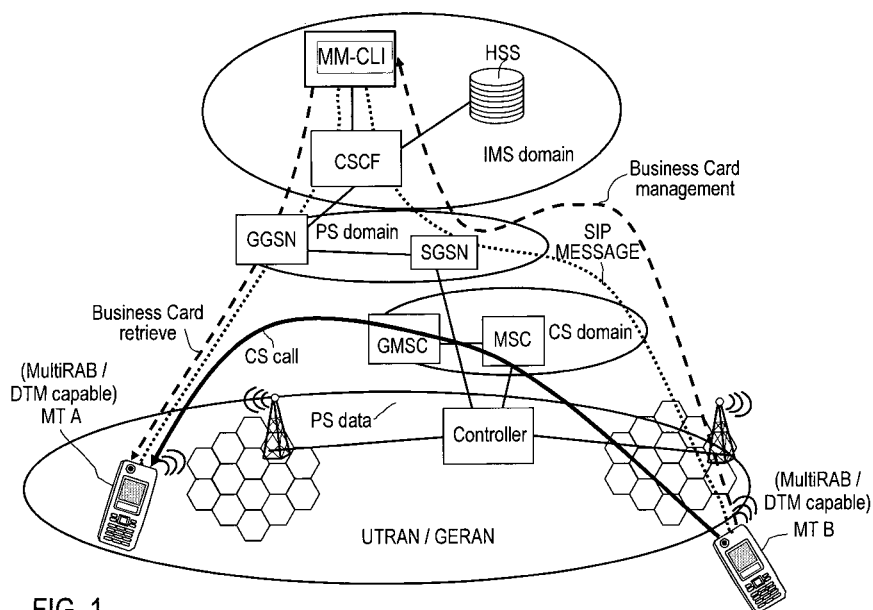 MM-CLI
HSS
CSCF
IMS domain
Business Card
management
GGSN
PS domain
SGSN
SIP
MESSAGE
Business Card
retrieve
CS call
GMSC
MSC
CS domain
(MultiRAB /
DTM capable)
MT A
PS data
Controller
(MultiRAB /
DTM capable)
MT B
UTRAN / GERAN
FIG. 1